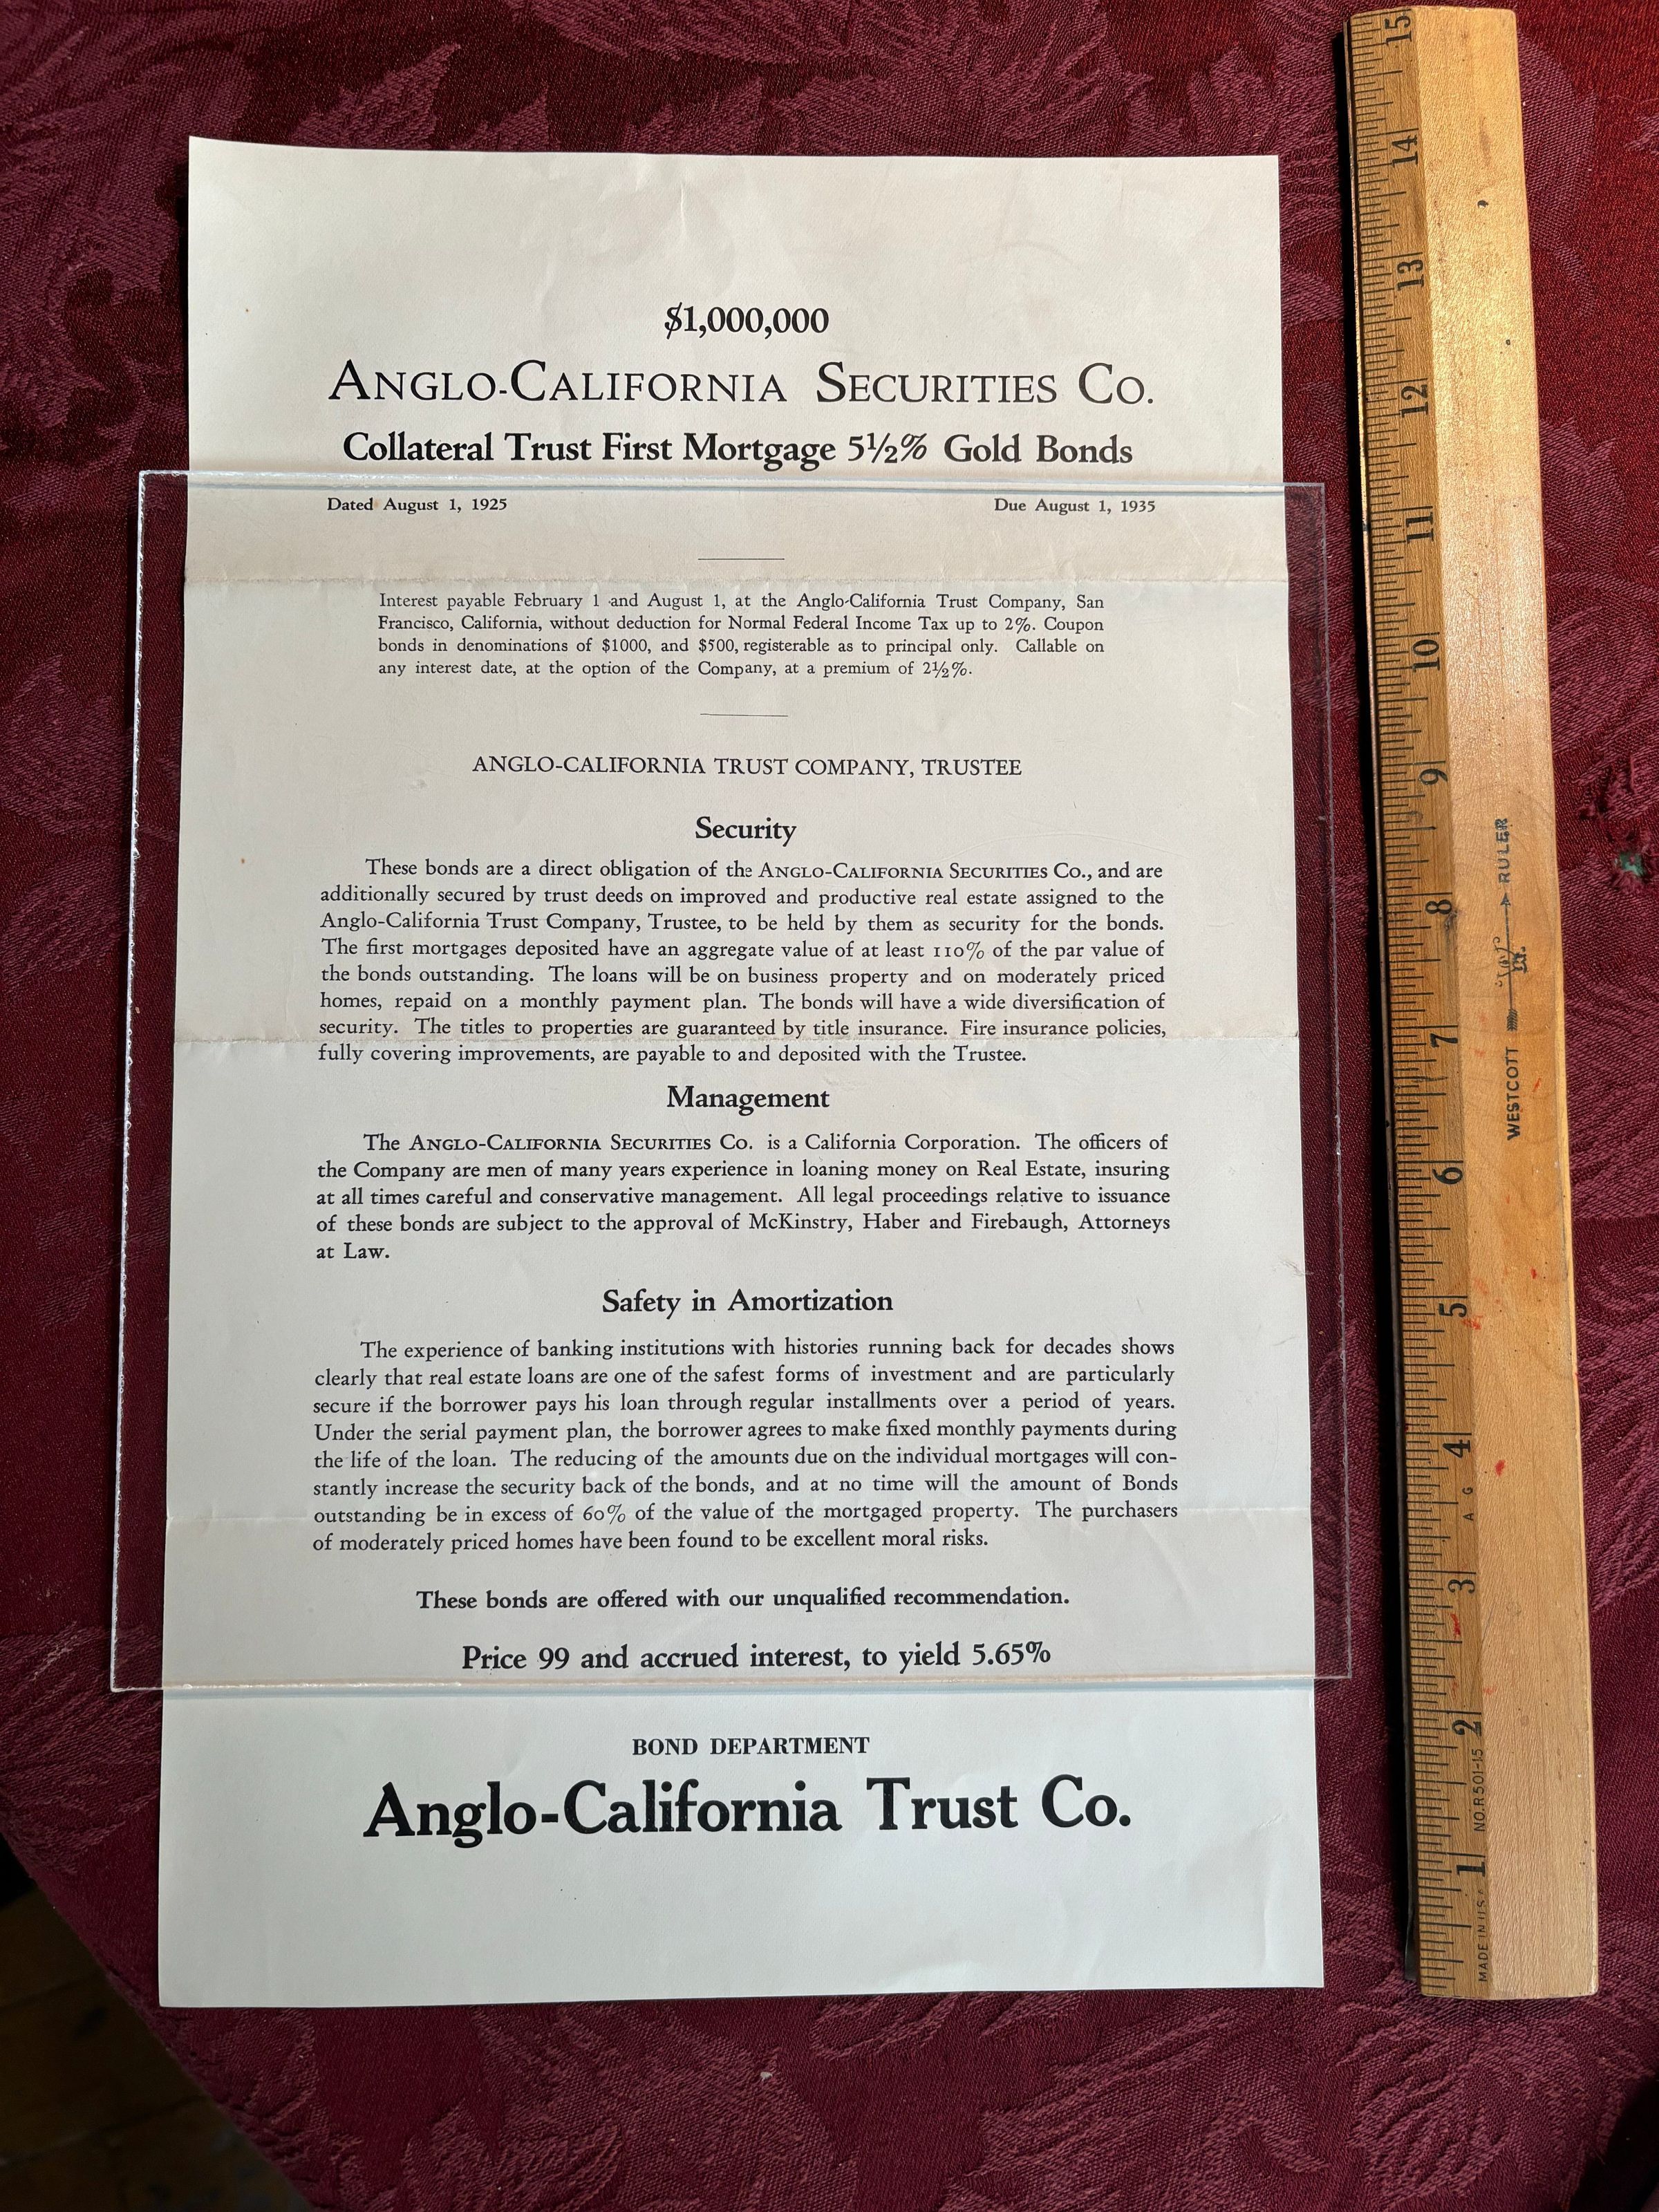 $1,000,000
ANGLO-CALIFORNIA SECURITIES CO.
Collateral Trust First Mortgage 5½% Gold Bonds
Dated August 1, 1925 Due August 1, 1935
Interest payable February 1 and August 1, at the Anglo-California Trust Company, San
Francisco, California, without deduction for Normal Federal Income Tax up to 2%. Coupon
bonds in denominations of $1000, and $500, registerable as to principal only. Callable on
any interest date, at the option of the Company, at a premium of 2½%.
ANGLO-CALIFORNIA TRUST COMPANY, TRUSTEE
Security
These bonds are a direct obligation of the ANGLO-CALIFORNIA SECURITIES CO., and are
additionally secured by trust deeds on improved and productive real estate assigned to the
Anglo-California Trust Company, Trustee, to be held by them as security for the bonds.
The first mortgages deposited have an aggregate value of at least 110% of the par value of
the bonds outstanding. The loans will be on business property and on moderately priced
homes, repaid on a monthly payment plan. The bonds will have a wide diversification of
security. The titles to properties are guaranteed by title insurance. Fire insurance policies,
fully covering improvements, are payable to and deposited with the Trustee.
Management
The ANGLO-CALIFORNIA SECURITIES CO. is a California Corporation. The officers of
the Company are men of many years experience in loaning money on Real Estate, insuring
at all times careful and conservative management. All legal proceedings relative to issuance
of these bonds are subject to the approval of McKinstry, Haber and Firebaugh, Attorneys
at Law.
Safety in Amortization
The experience of banking institutions with histories running back for decades shows
clearly that real estate loans are one of the safest forms of investment and are particularly
secure if the borrower pays his loan through regular installments over a period of years.
Under the serial payment plan, the borrower agrees to make fixed monthly payments during
the life of the loan. The reducing of the amounts due on the individual mortgages will con-
stantly increase the security back of the bonds, and at no time will the amount of Bonds
outstanding be in excess of 60% of the value of the mortgaged property. The purchasers
of moderately priced homes have been found to be excellent moral risks.
These bonds are offered with our unqualified recommendation.
Price 99 and accrued interest, to yield 5.65%
BOND DEPARTMENT
Anglo-California Trust Co.
1 2 3 4 5 6 7 8 9 10 11 12 13 14 15
MADE IN U.S.A. NO. R501-15 A G
WESTCOTT RULER